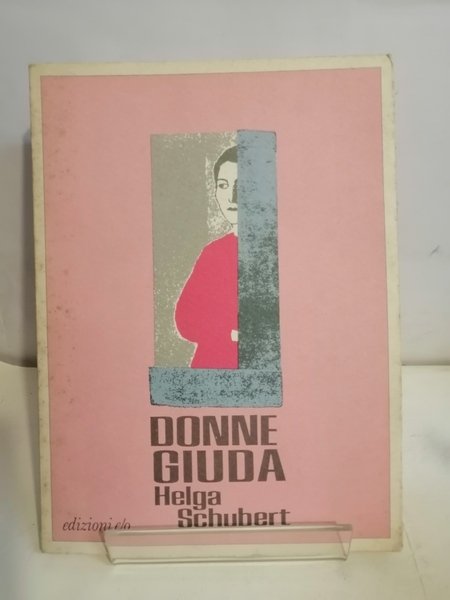 DONNE
GIUDA
Helga
Schubert
edizioni e/o